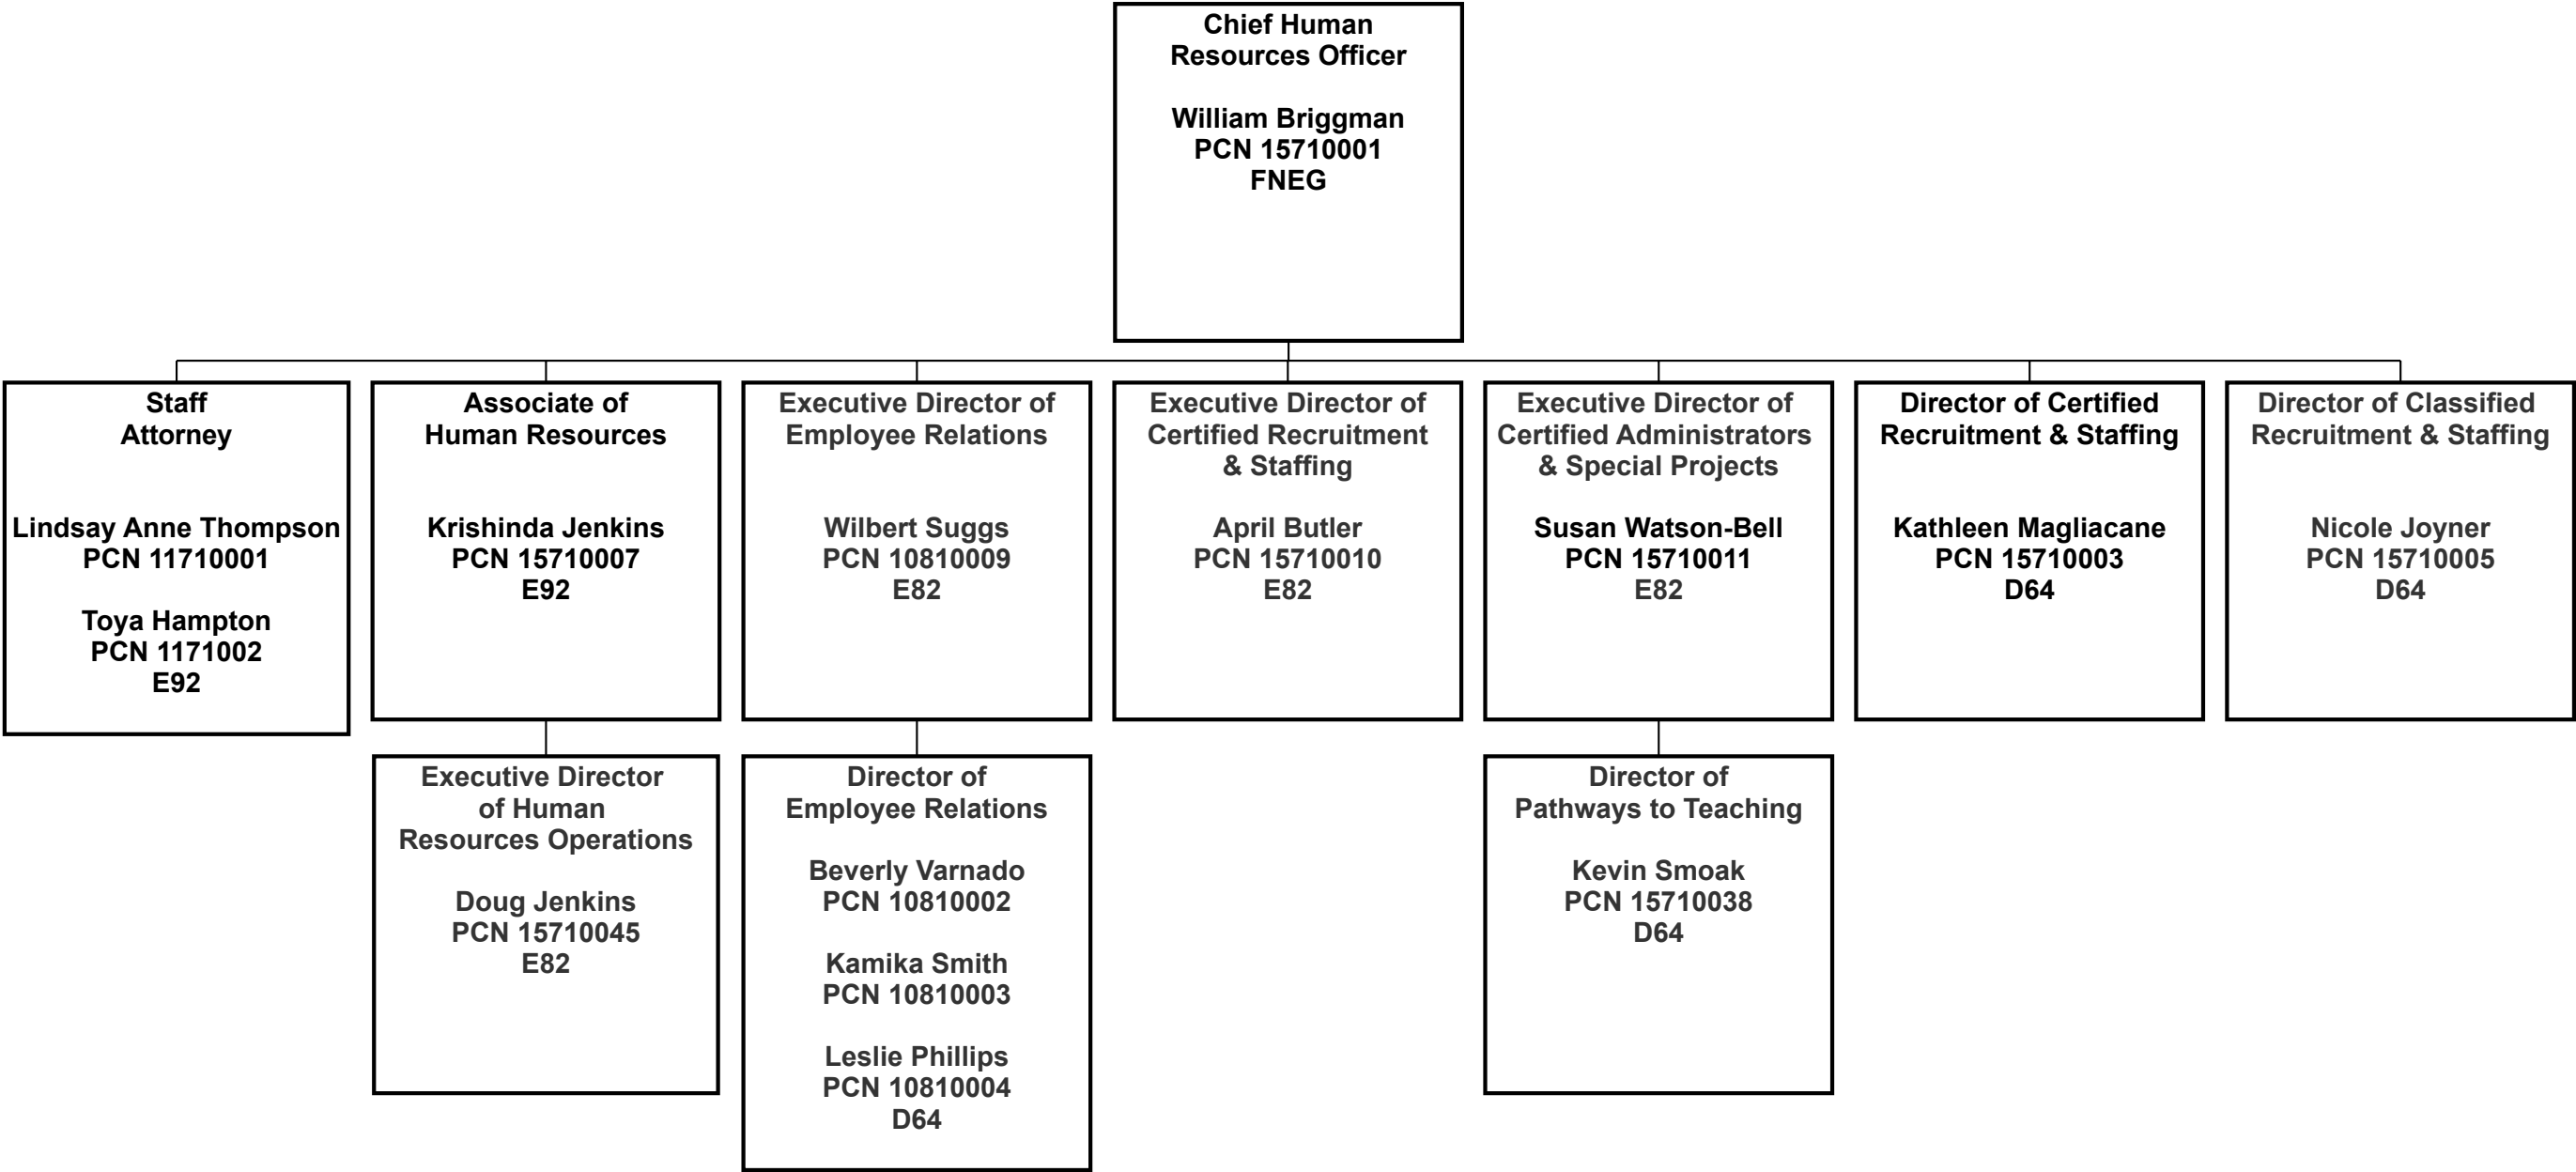 Chief Human
Resources Officer
William Briggman
PCN 15710001
FNEG
Staff
Attorney
Lindsay Anne Thompson
PCN 11710001
Toya Hampton
PCN 1171002
E92
Associate of
Human Resources
Krishinda Jenkins
PCN 15710007
E92
Executive Director of
Employee Relations
Wilbert Suggs
PCN 10810009
E82
Executive Director of
Certified Recruitment
& Staffing
April Butler
PCN 15710010
E82
Executive Director of
Certified Administrators
& Special Projects
Susan Watson-Bell
PCN 15710011
E82
Director of Certified
Recruitment & Staffing
Kathleen Magliacane
PCN 15710003
D64
Director of Classified
Recruitment & Staffing
Nicole Joyner
PCN 15710005
D64
Executive Director
of Human
Resources Operations
Doug Jenkins
PCN 15710045
E82
Director of
Employee Relations
Beverly Varnado
PCN 10810002
Kamika Smith
PCN 10810003
Leslie Phillips
PCN 10810004
D64
Director of
Pathways to Teaching
Kevin Smoak
PCN 15710038
D64